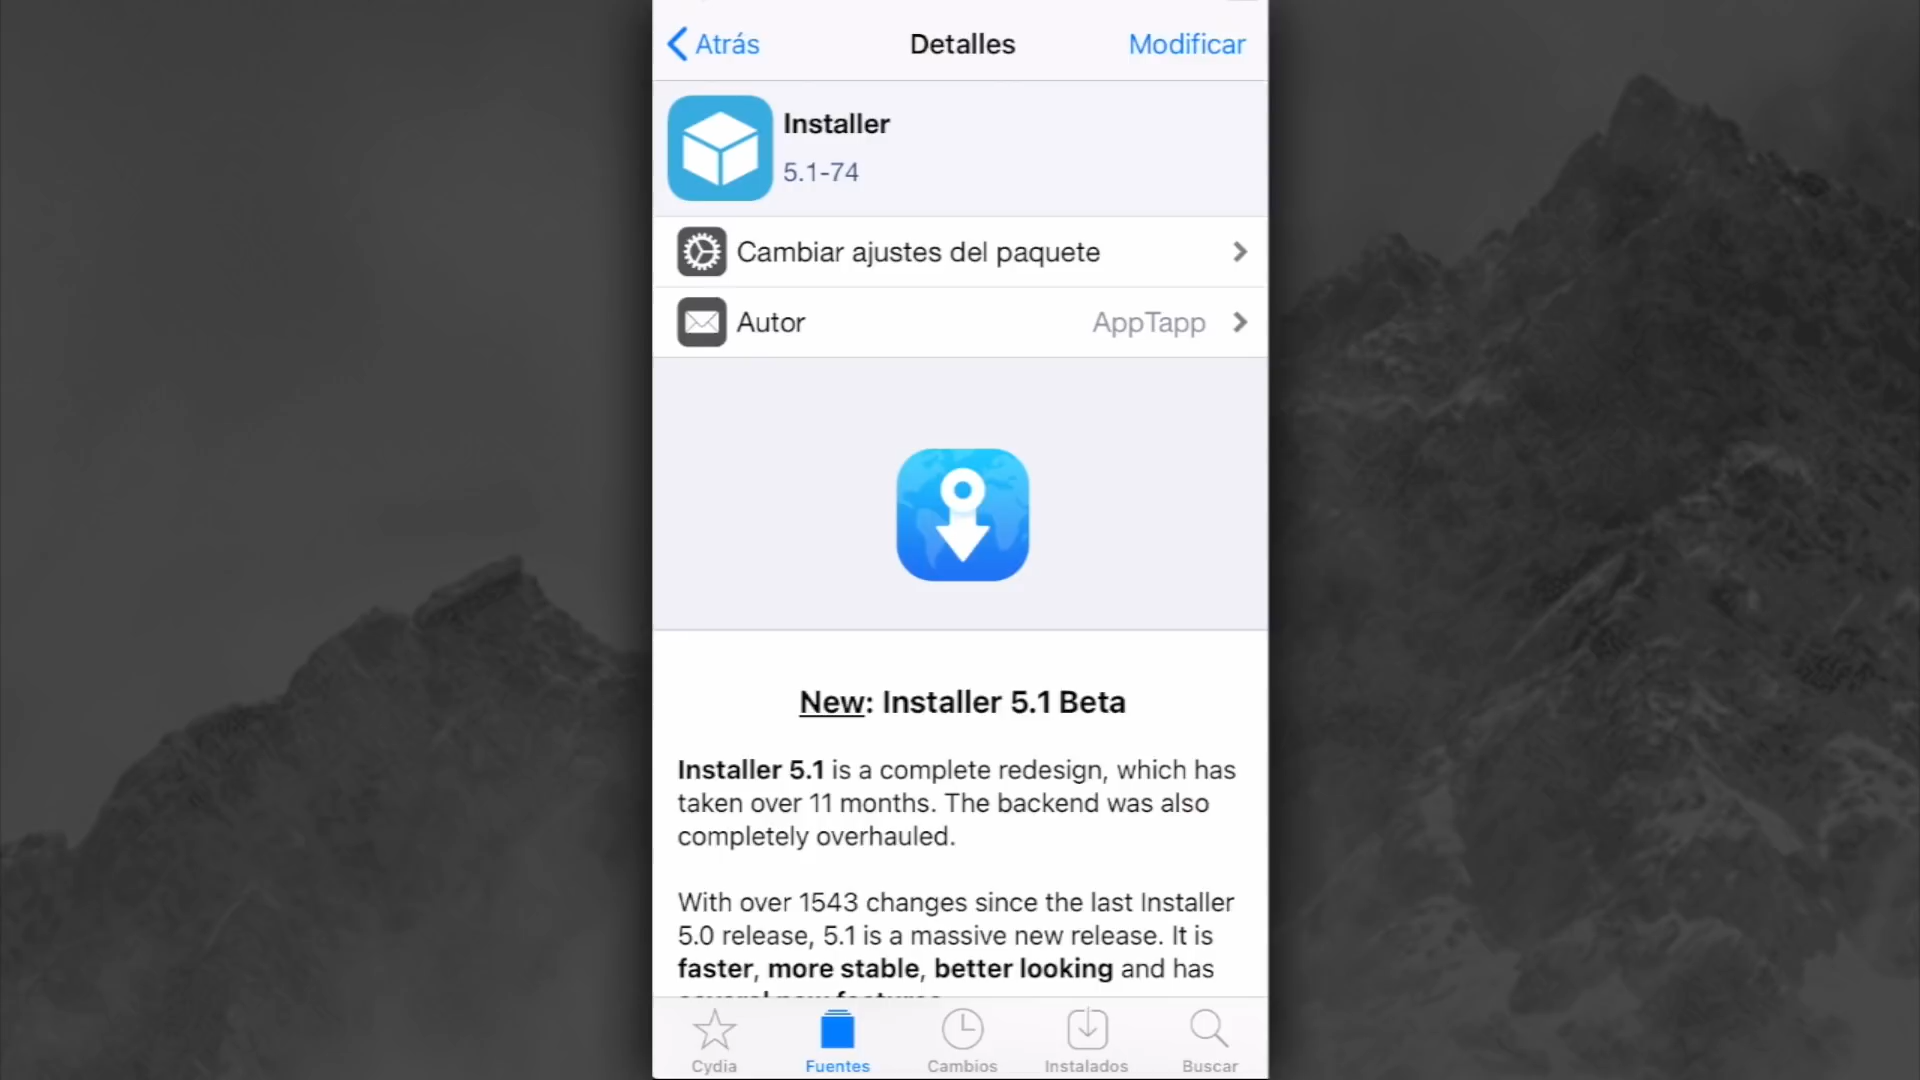 Atrás
Detalles
Modificar
Installer
5.1-74
Cambiar ajustes del paquete
Autor
AppTapp
New: Installer 5.1 Beta
Installer 5.1 is a complete redesign, which has
taken over 11 months. The backend was also
completely overhauled.
With over 1543 changes since the last Installer
5.0 release, 5.1 is a massive new release. It is
faster, more stable, better looking and has
several new features
Cydia
Fuentes
Cambios
Instalados
Buscar